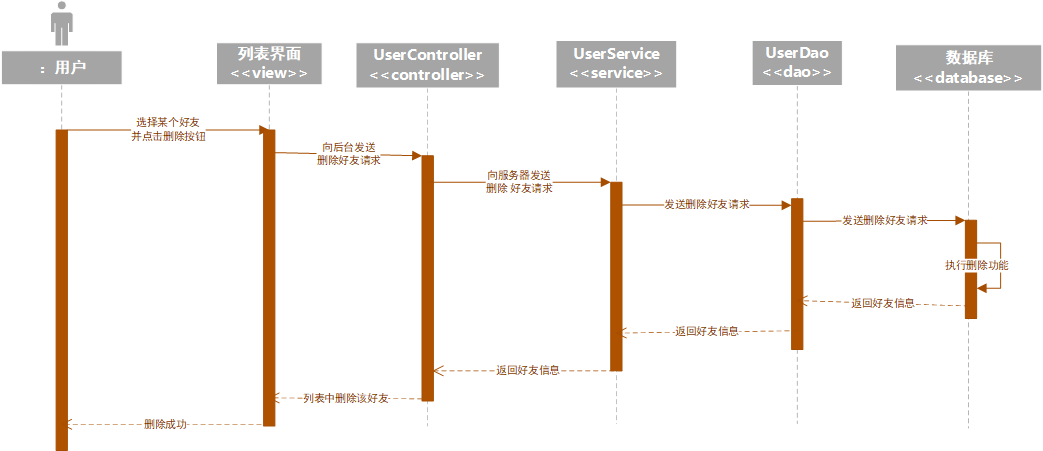 ：用户
列表界面
<<view>>
UserController
<<controller>>
UserService
<<service>>
UserDao
<<dao>>
数据库
<<database>>
选择某个好友
并点击删除按钮
向后台发送
删除好友请求
向服务器发送
删除 好友请求
发送删除好友请求
发送删除好友请求
执行删除功能
返回好友信息
返回好友信息
返回好友信息
列表中删除该好友
删除成功